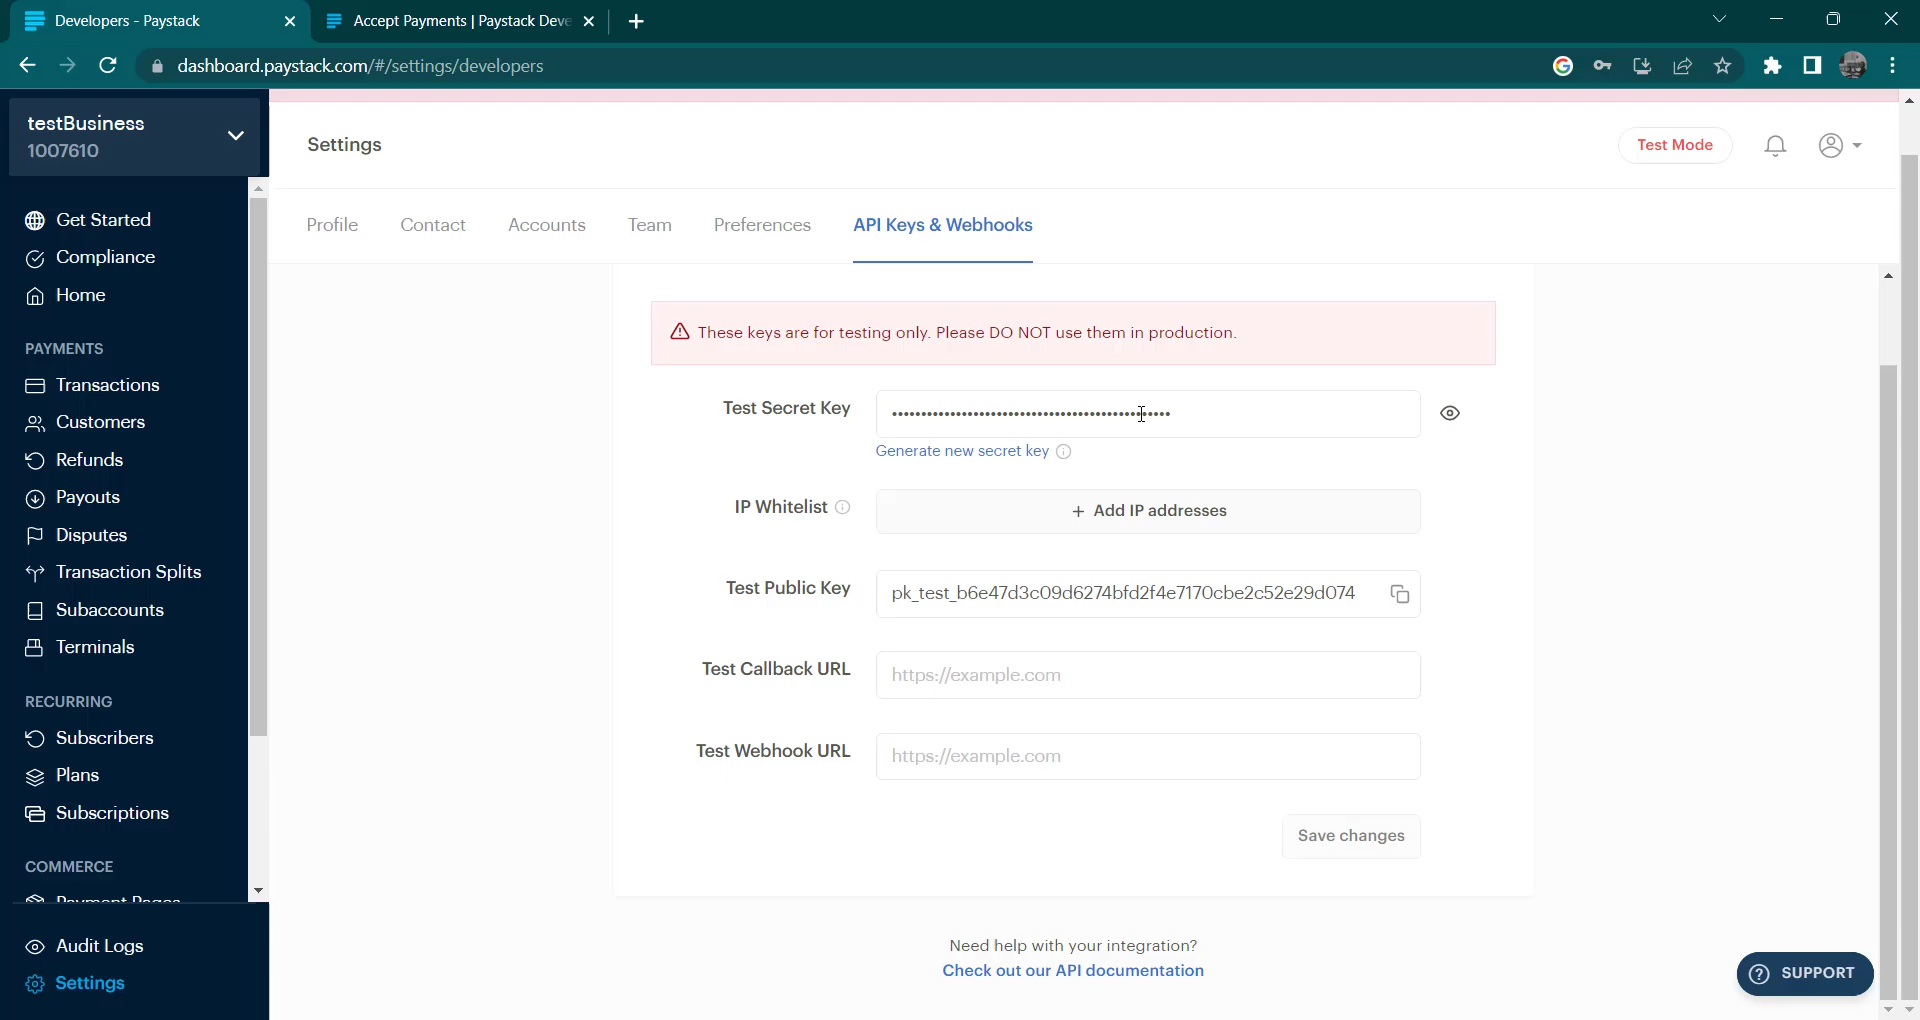 Developers - Paystack
Accept Payments | Paystack Deve
dashboard.paystack.com/#/settings/developers
testBusiness
1007610
Settings
Test Mode
Get Started
Compliance
Home
PAYMENTS
Transactions
Customers
Refunds
Payouts
Disputes
Transaction Splits
Subaccounts
Terminals
RECURRING
Subscribers
Plans
Subscriptions
COMMERCE
Payment Pages
Audit Logs
Settings
Profile Contact Accounts Team Preferences API Keys & Webhooks
These keys are for testing only. Please DO NOT use them in production.
Test Secret Key
Generate new secret key
IP Whitelist
+ Add IP addresses
Test Public Key
pk_test_b6e47d3c09d6274bfd2f4e7170cbe2c52e29d074
Test Callback URL
https://example.com
Test Webhook URL
https://example.com
Save changes
Need help with your integration?
Check out our API documentation
SUPPORT